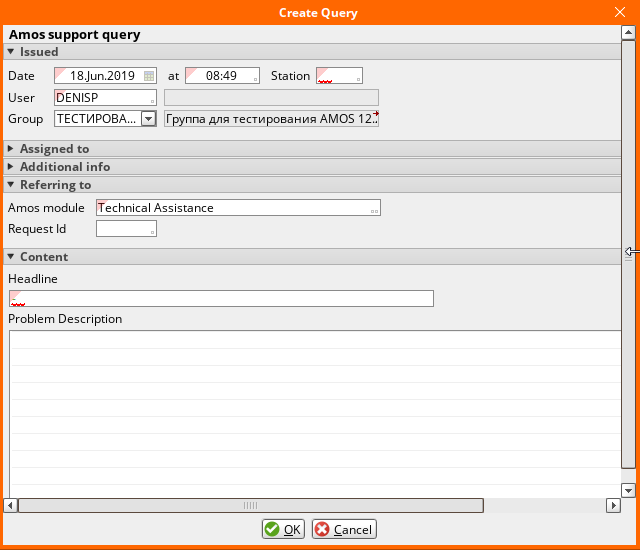 Create Query
Amos support query
Issued
Date 18.Jun.2019 at 08:49 Station
User DENISP
Group ТЕСТИРОВА... Группа для тестирования AMOS 12..
Assigned to
Additional info
Referring to
Amos module Technical Assistance
Request Id
Content
Headline
Problem Description
OK Cancel